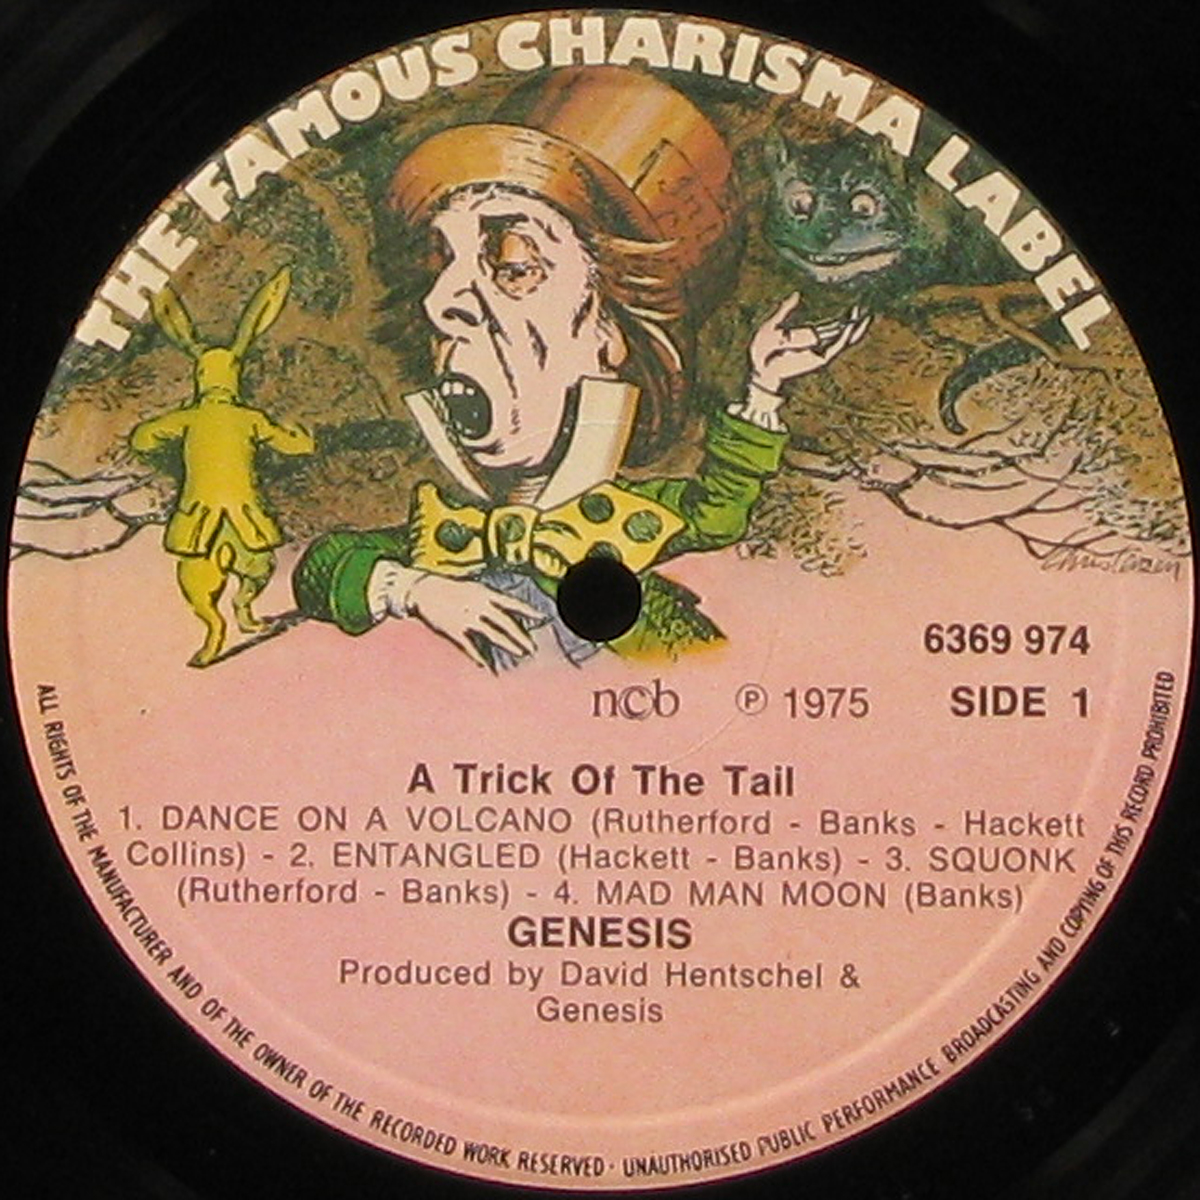 THE FAMOUS CHARISMA LABEL
6369 974
ncb ℗ 1975 SIDE 1
A Trick Of The Tail
1. DANCE ON A VOLCANO (Rutherford - Banks - Hackett
Collins) - 2. ENTANGLED (Hackett - Banks) - 3. SQUONK
(Rutherford - Banks) - 4. MAD MAN MOON (Banks)
GENESIS
Produced by David Hentschel &
Genesis
ALL RIGHTS OF THE MANUFACTURER AND OF THE OWNER OF THE RECORDED WORK RESERVED · UNAUTHORISED PUBLIC PERFORMANCE BROADCASTING AND COPYING OF THIS RECORD PROHIBITED